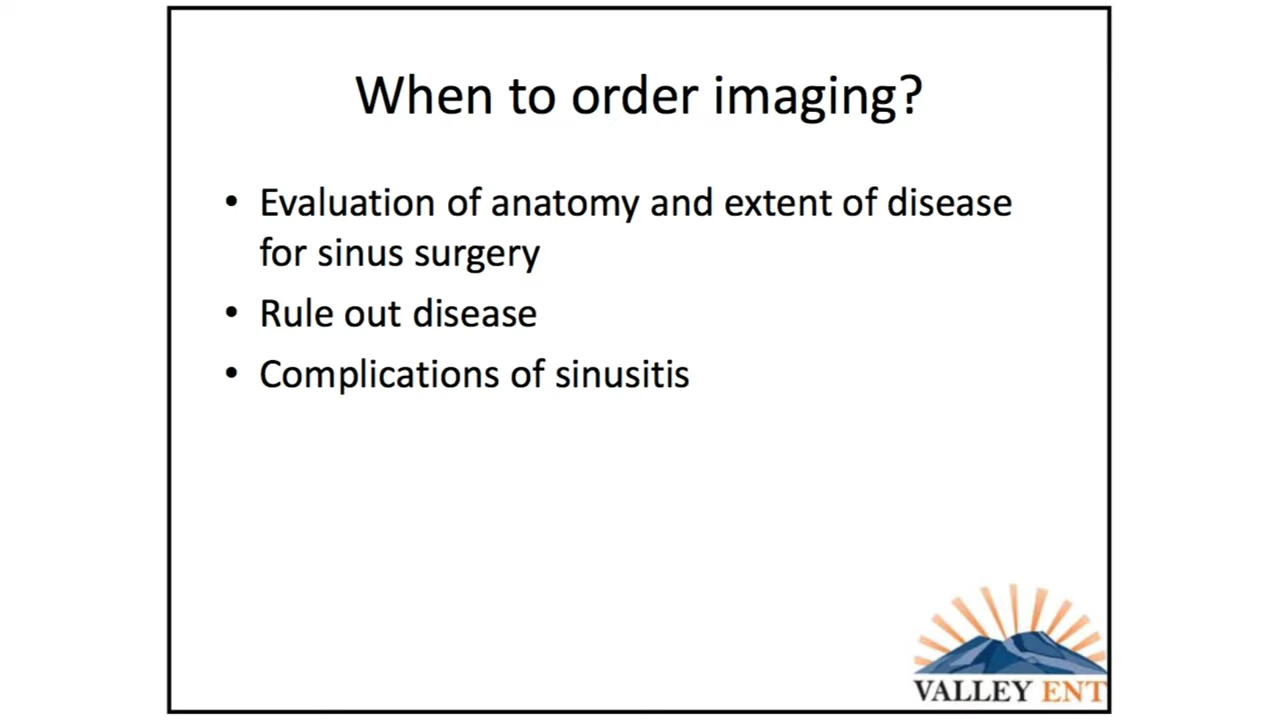 When to order imaging?
• Evaluation of anatomy and extent of disease
for sinus surgery
• Rule out disease
• Complications of sinusitis
VALLEY ENT